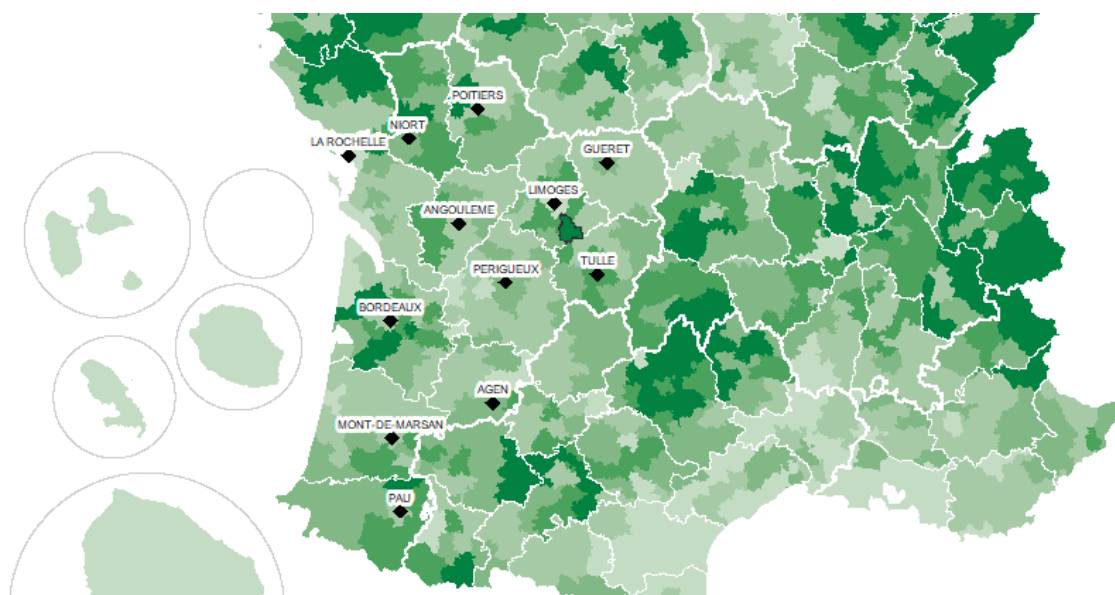 POITIERS
NIORT
LA ROCHELLE
GUERET
LIMOGES
ANGOULEME
TULLE
PERIGUEUX
BORDEAUX
AGEN
MONT-DE-MARSAN
PAU